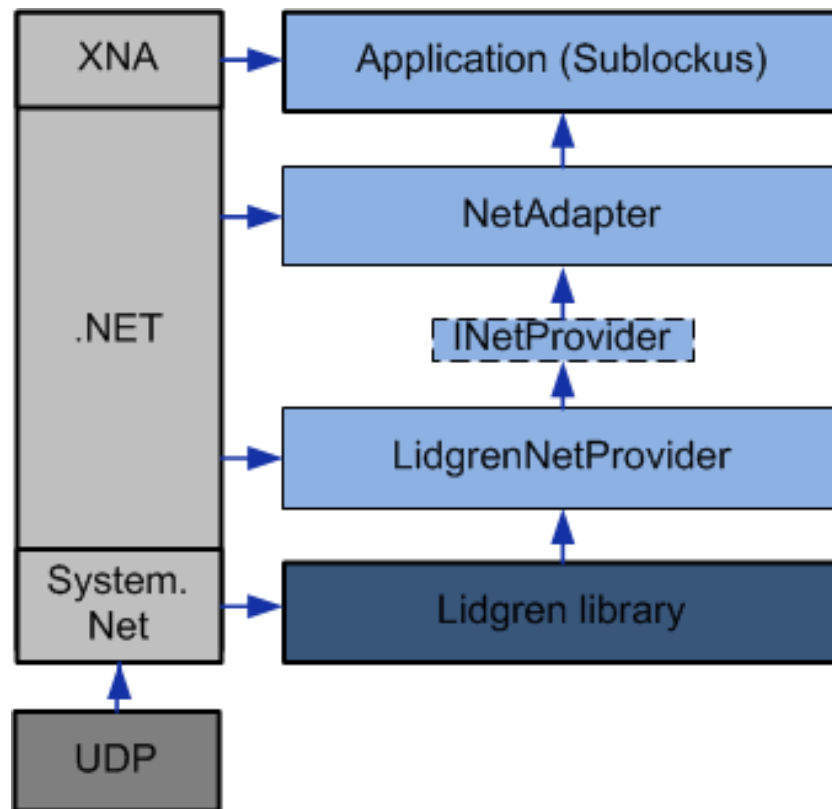 XNA
Application (Sublockus)
NetAdapter
.NET
INetProvider
LidgrenNetProvider
System.
Net
Lidgren library
UDP